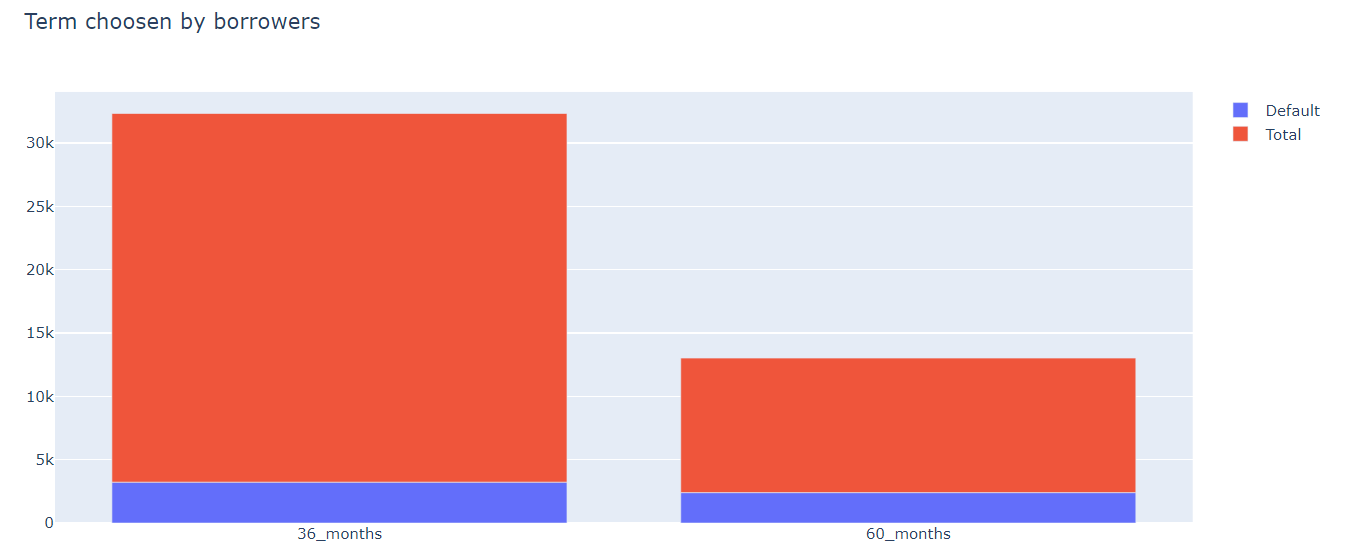 Term choosen by borrowers
Default
Total
30k
25k
20k
15k
10k
5k
0
36_months
60_months